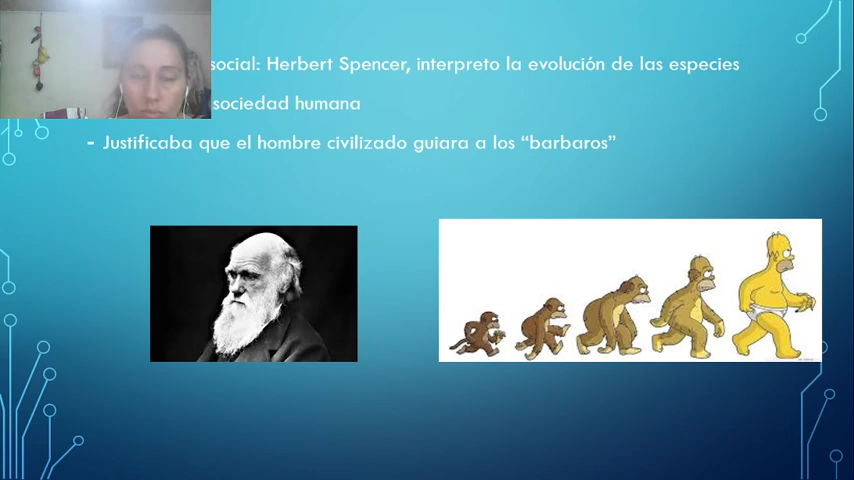 social: Herbert Spencer, interpreto la evolución de las especies
sociedad humana
- Justificaba que el hombre civilizado guiara a los “barbaros”